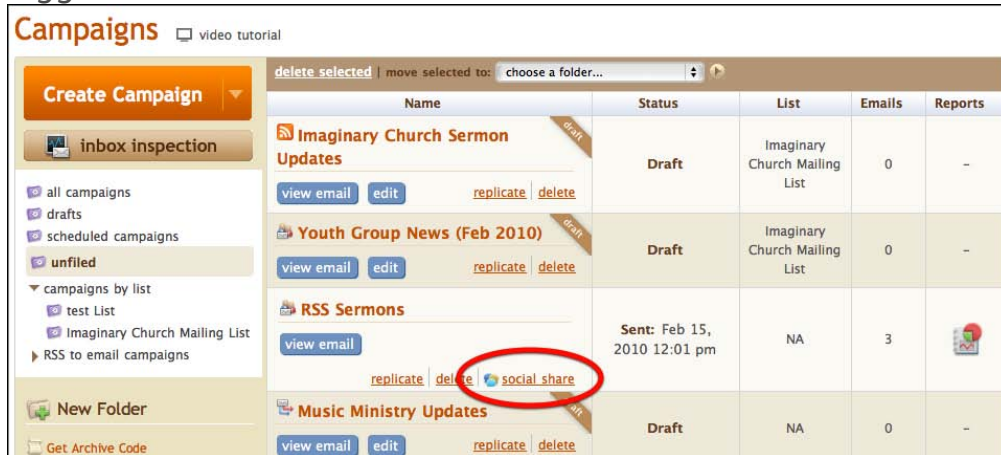 Campaigns video tutorial
Create Campaign
inbox inspection
all campaigns
drafts
scheduled campaigns
unfiled
campaigns by list
test List
Imaginary Church Mailing List
RSS to email campaigns
New Folder
Get Archive Code
delete selected | move selected to: choose a folder...
Name Status List Emails Reports
Imaginary Church Sermon
Updates
draft
view email edit replicate delete
Draft
Imaginary
Church Mailing
List
0
-
Youth Group News (Feb 2010)
draft
view email edit replicate delete
Draft
Imaginary
Church Mailing
List
0
-
RSS Sermons
view email
replicate delete social share
Sent: Feb 15,
2010 12:01 pm
NA
3
Music Ministry Updates
draft
view email edit replicate delete
Draft
NA
0
-